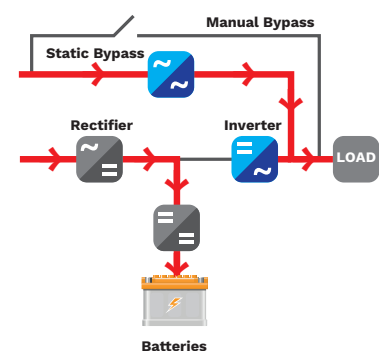 Manual Bypass
Static Bypass
Rectifier
Inverter
LOAD
Batteries